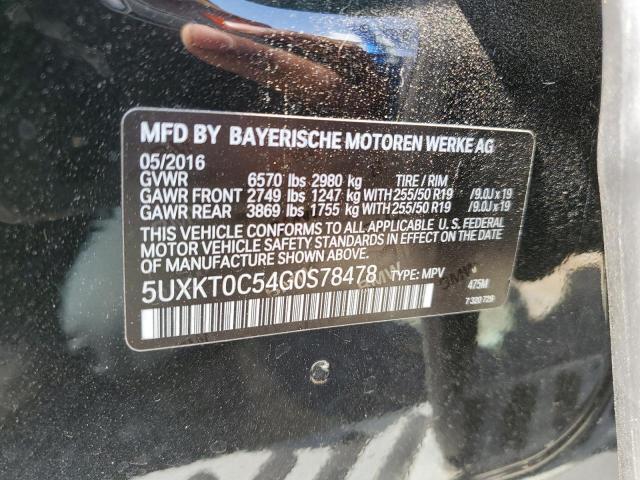 MFD BY BAYERISCHE MOTOREN WERKE AG
05/2016
GVWR 6570 lbs 2980 kg TIRE / RIM
GAWR FRONT 2749 lbs 1247 kg WITH 255/50 R19 /9.0J x 19
GAWR REAR 3869 lbs 1755 kg WITH 255/50 R19 /9.0J x 19
THIS VEHICLE CONFORMS TO ALL APPLICABLE U. S. FEDERAL
MOTOR VEHICLE SAFETY STANDARDS IN EFFECT ON THE DATE
OF MANUFACTURE SHOWN ABOVE.
5UXKT0C54G0S78478 TYPE: MPV 475M
7 320 729